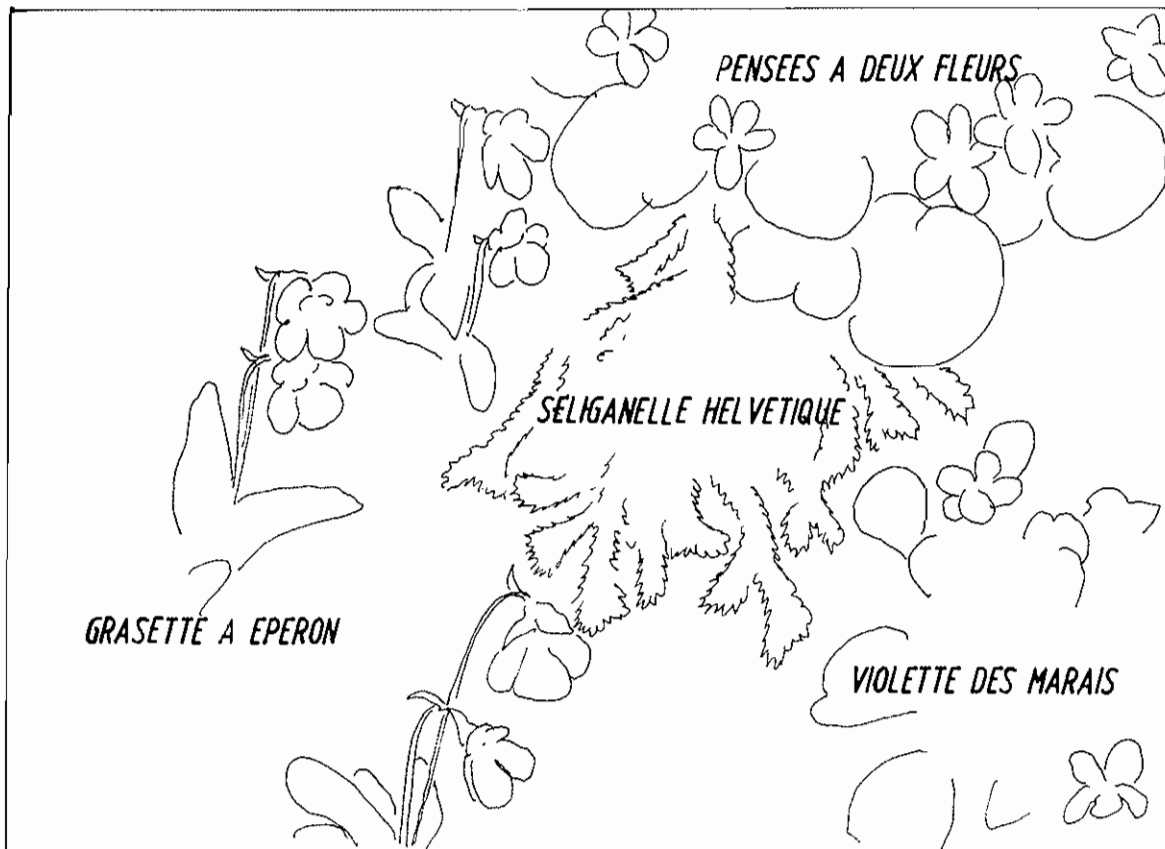 PENSEES A DEUX FLEURS
SELIGANELLE HELVETIQUE
GRASETTE A EPERON
VIOLETTE DES MARAIS